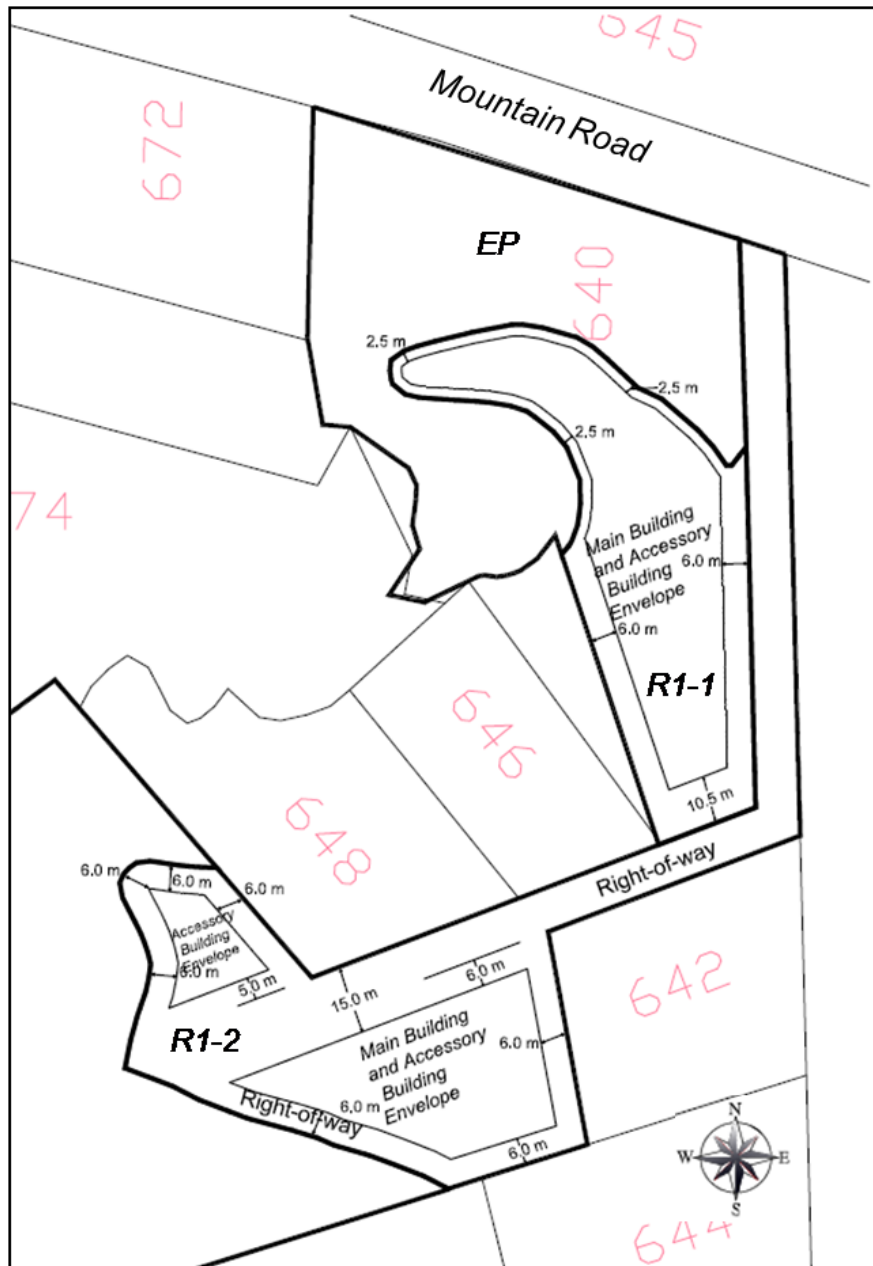 645
Mountain Road
672
EP
640
2.5 m
2.5 m
2.5 m
74
Main Building
and Accessory
Building
Envelope
6.0 m
6.0 m
R1-1
646
10.5 m
648
Right-of-way
6.0 m
6.0 m
6.0 m
Accessory
Building
Envelope
6.0 m
5.0 m
15.0 m
6.0 m
642
R1-2
Main Building
and Accessory
Building
Envelope
6.0 m
6.0 m
Right-of-way
6.0 m
N
W
E
S
644